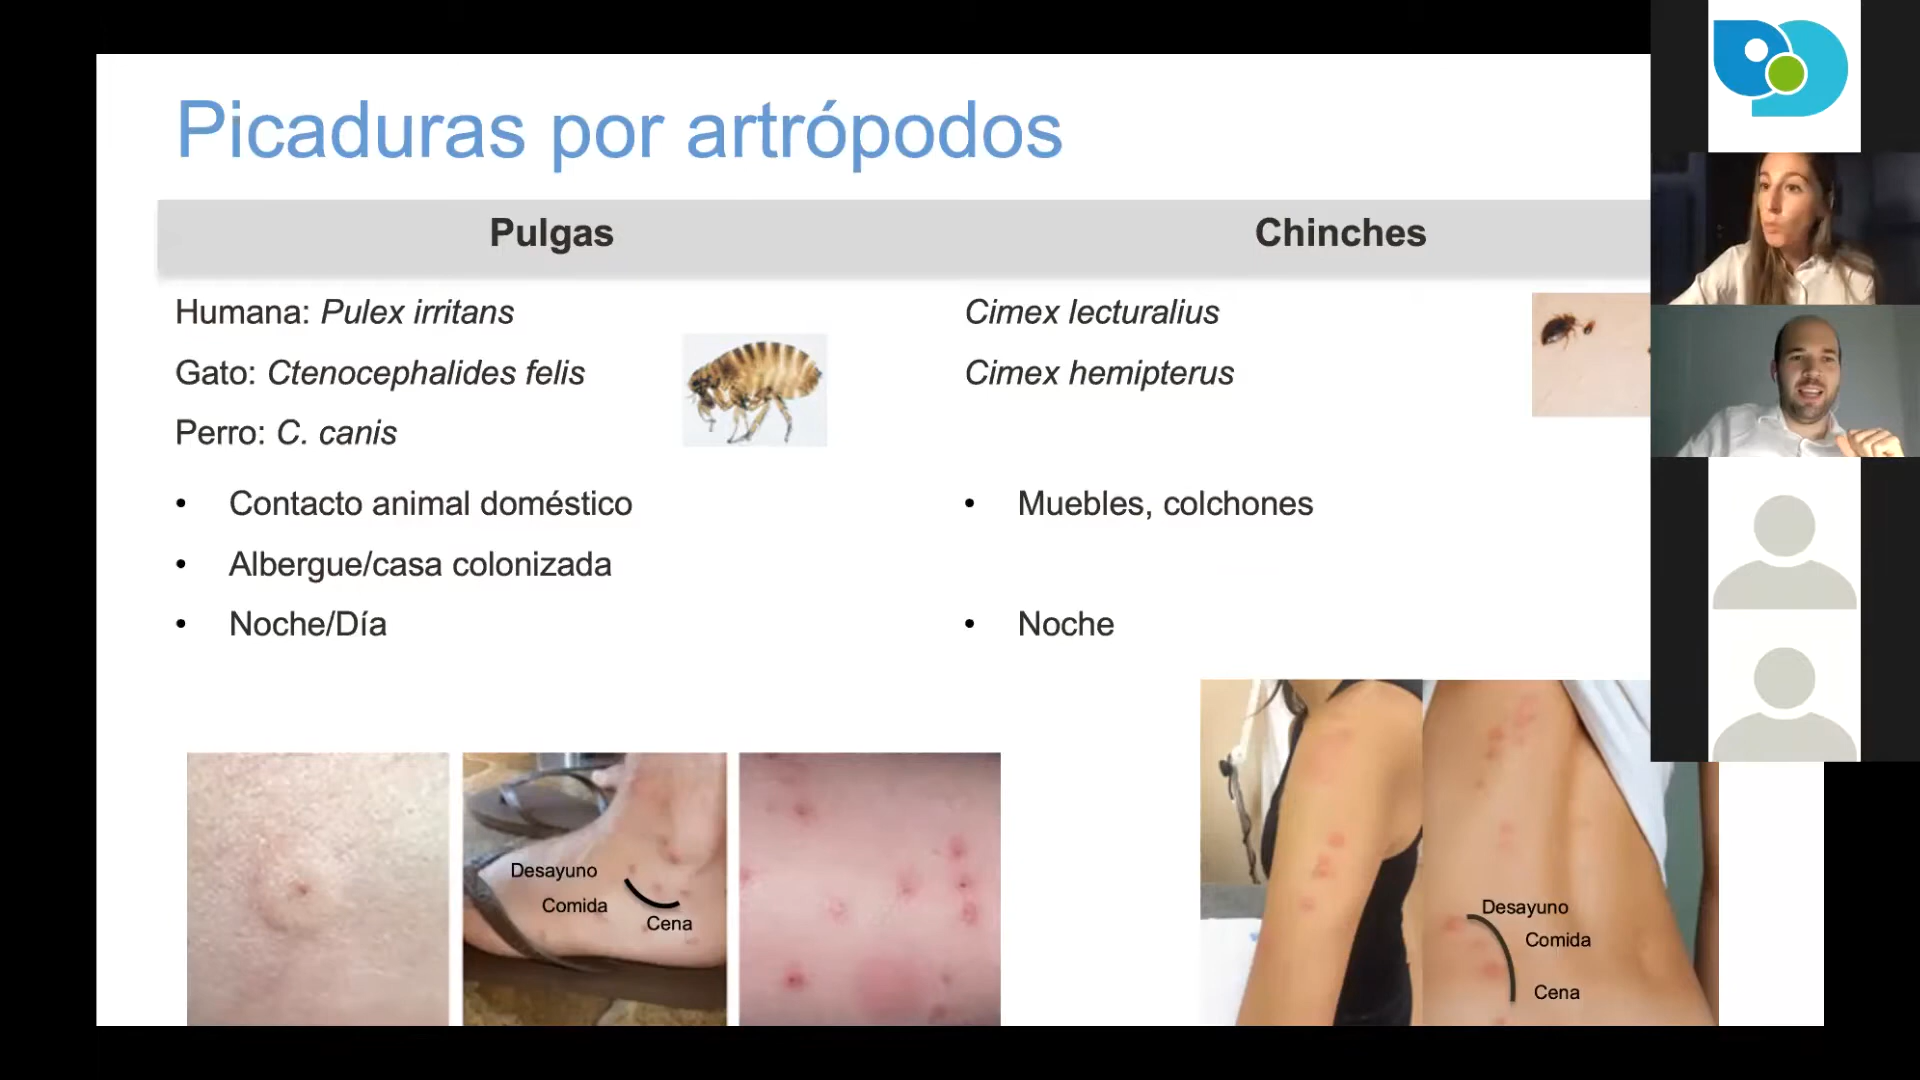 Picaduras por artrópodos
Pulgas
Humana: Pulex irritans
Gato: Ctenocephalides felis
Perro: C. canis
• Contacto animal doméstico
• Albergue/casa colonizada
• Noche/Día
Desayuno
Comida
Cena
Chinches
Cimex lecturalius
Cimex hemipterus
• Muebles, colchones
• Noche
Desayuno
Comida
Cena